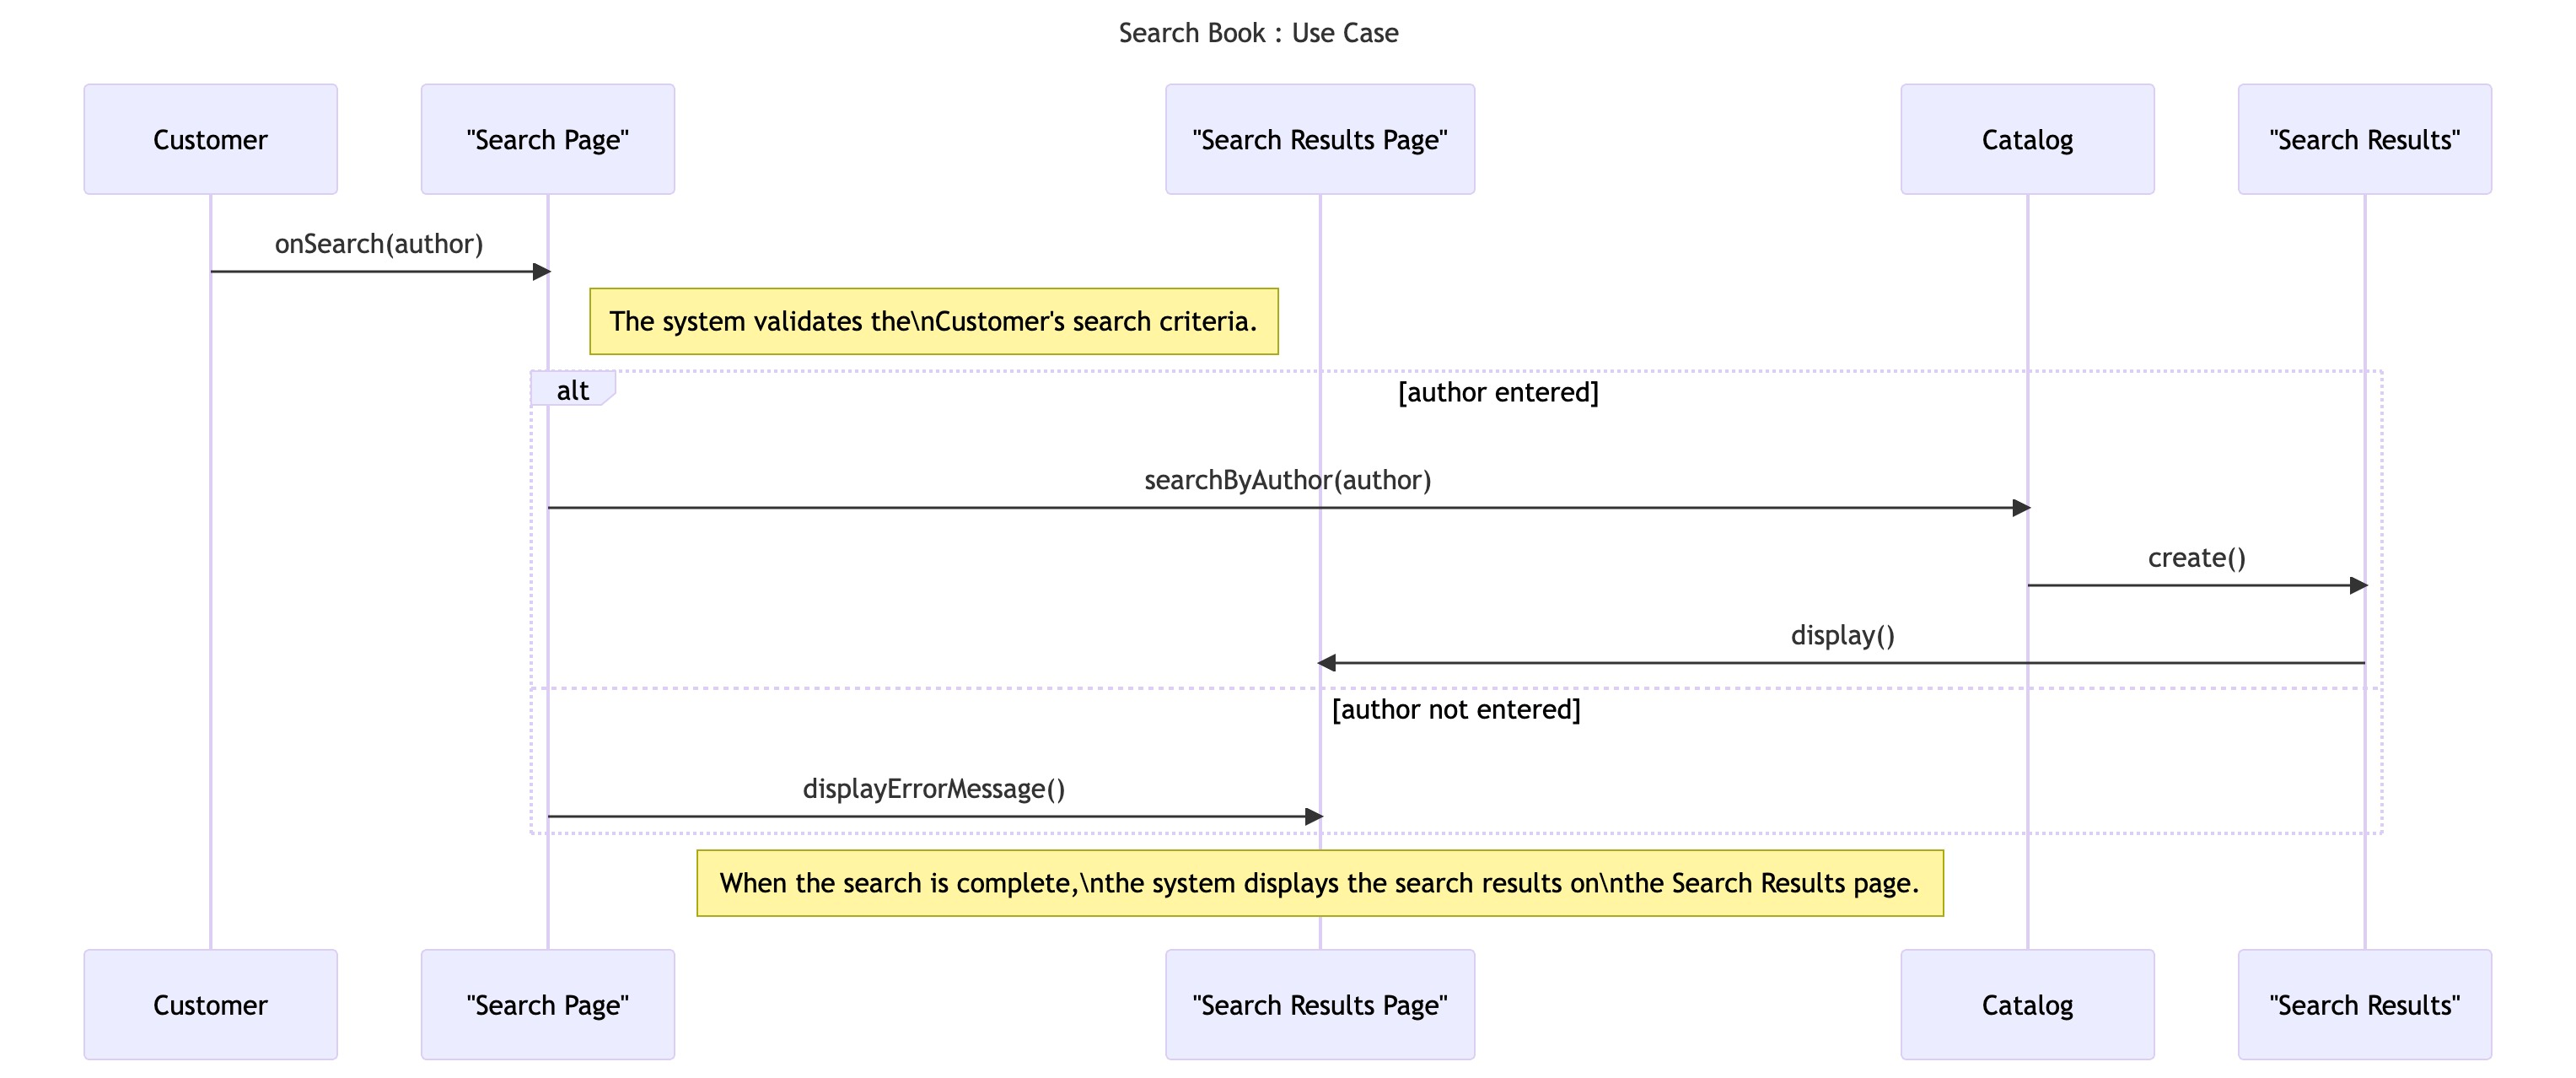 Search Book : Use Case
Customer
"Search Page"
"Search Results Page"
Catalog
"Search Results"
onSearch(author)
The system validates the\nCustomer's search criteria.
alt
[author entered]
searchByAuthor(author)
create()
display()
[author not entered]
displayErrorMessage()
When the search is complete,\nthe system displays the search results on\nthe Search Results page.
Customer
"Search Page"
"Search Results Page"
Catalog
"Search Results"